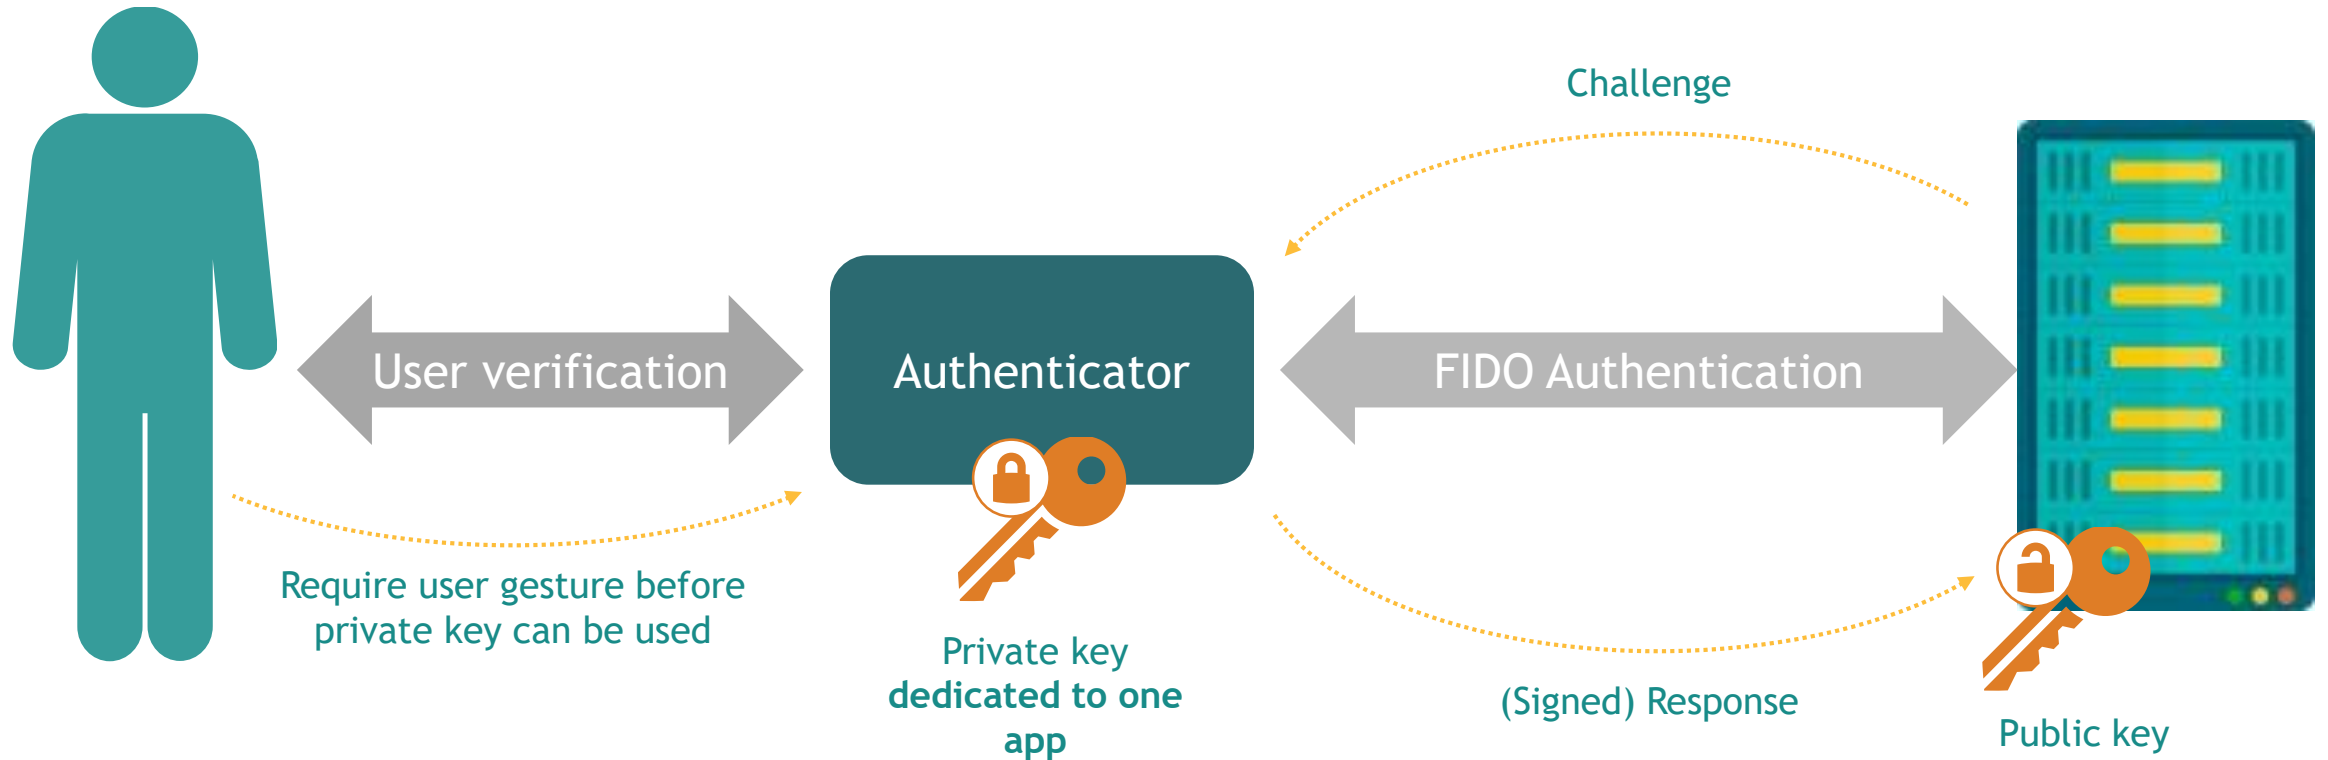 Challenge
User verification
Authenticator
FIDO Authentication
Require user gesture before
private key can be used
Private key
dedicated to one
app
(Signed) Response
Public key